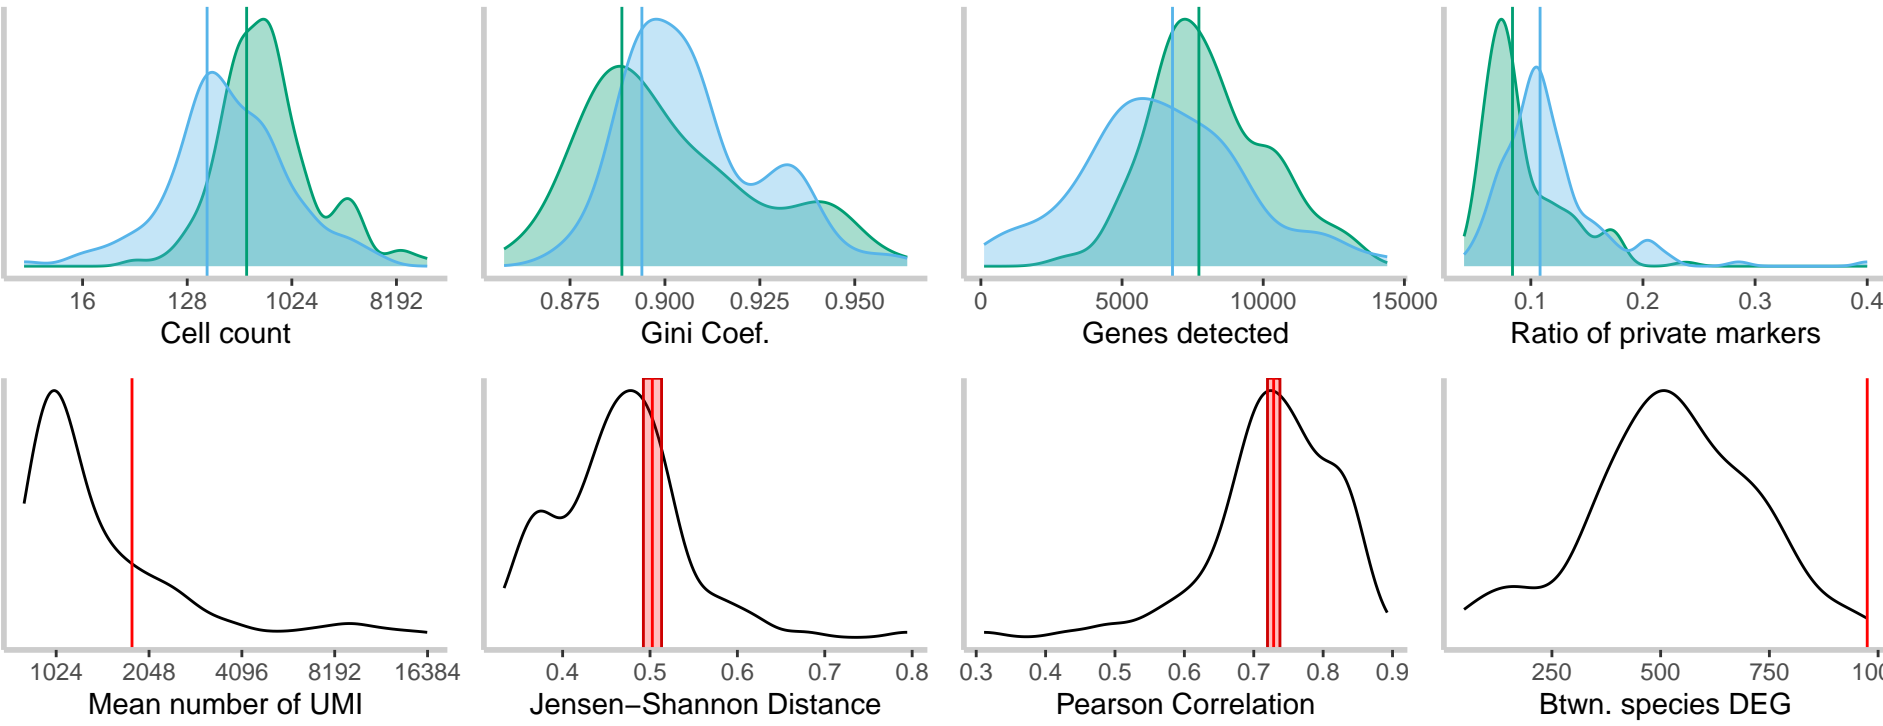 16 128 1024 8192
Cell count
0.875 0.900 0.925 0.950
Gini Coef.
0 5000 10000 15000
Genes detected
0.1 0.2 0.3 0.4
Ratio of private markers
1024 2048 4096 8192 16384
Mean number of UMI
0.4 0.5 0.6 0.7 0.8
Jensen−Shannon Distance
0.3 0.4 0.5 0.6 0.7 0.8 0.9
Pearson Correlation
250 500 750
Btwn. species DEG